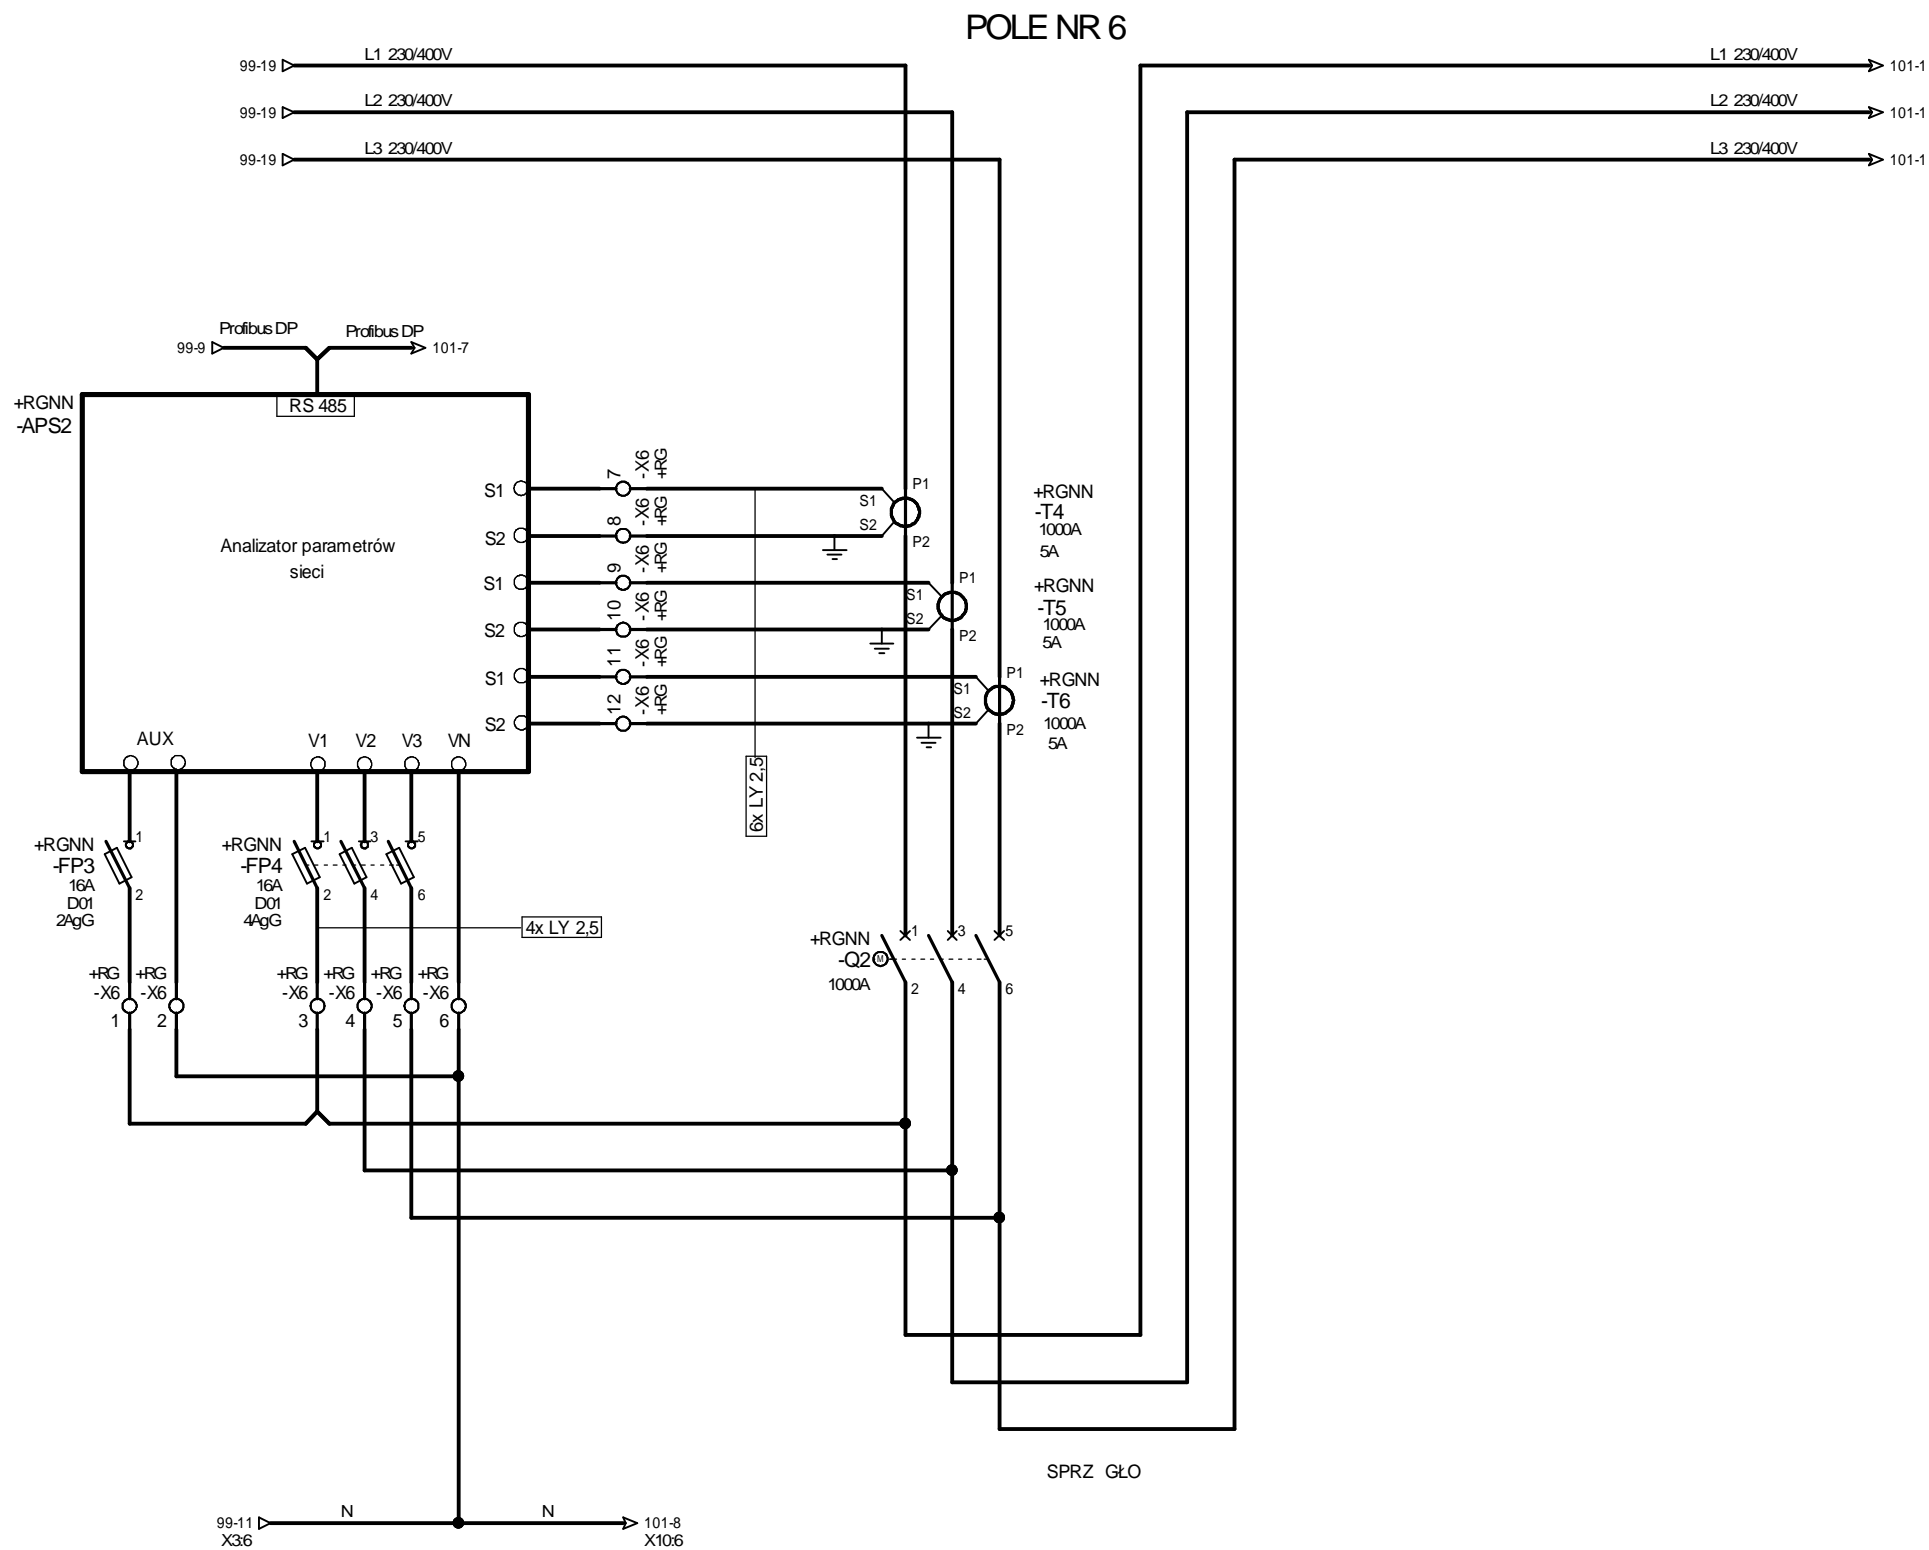 POLE NR 6
99-19
L1 230/400V
L1 230/400V
101-1
99-19
L2 230/400V
L2 230/400V
101-1
99-19
L3 230/400V
L3 230/400V
101-1
Profibus DP
Profibus DP
99-9
101-7
+RGNN
-APS2
RS 485
Analizator parametrów
sieci
S1
7
-X6
+RG
S1
P1
S2
8
-X6
+RG
S2
P2
+RGNN
-T4
1000A
5A
S1
9
-X6
+RG
S1
P1
S2
10
-X6
+RG
S2
P2
+RGNN
-T5
1000A
5A
S1
11
-X6
+RG
S1
P1
S2
12
-X6
+RG
S2
P2
+RGNN
-T6
1000A
5A
6x LY 2,5
AUX
V1
V2
V3
VN
+RGNN
-FP3
16A
D01
2AgG
1
2
+RGNN
-FP4
16A
D01
4AgG
1
2
3
4
5
6
4x LY 2,5
+RGNN
-Q2
M
1000A
1
2
3
4
5
6
+RG
-X6
1
+RG
-X6
2
+RG
-X6
3
+RG
-X6
4
+RG
-X6
5
+RG
-X6
6
SPRZ GŁO
99-11
X3:6
N
N
101-8
X10:6